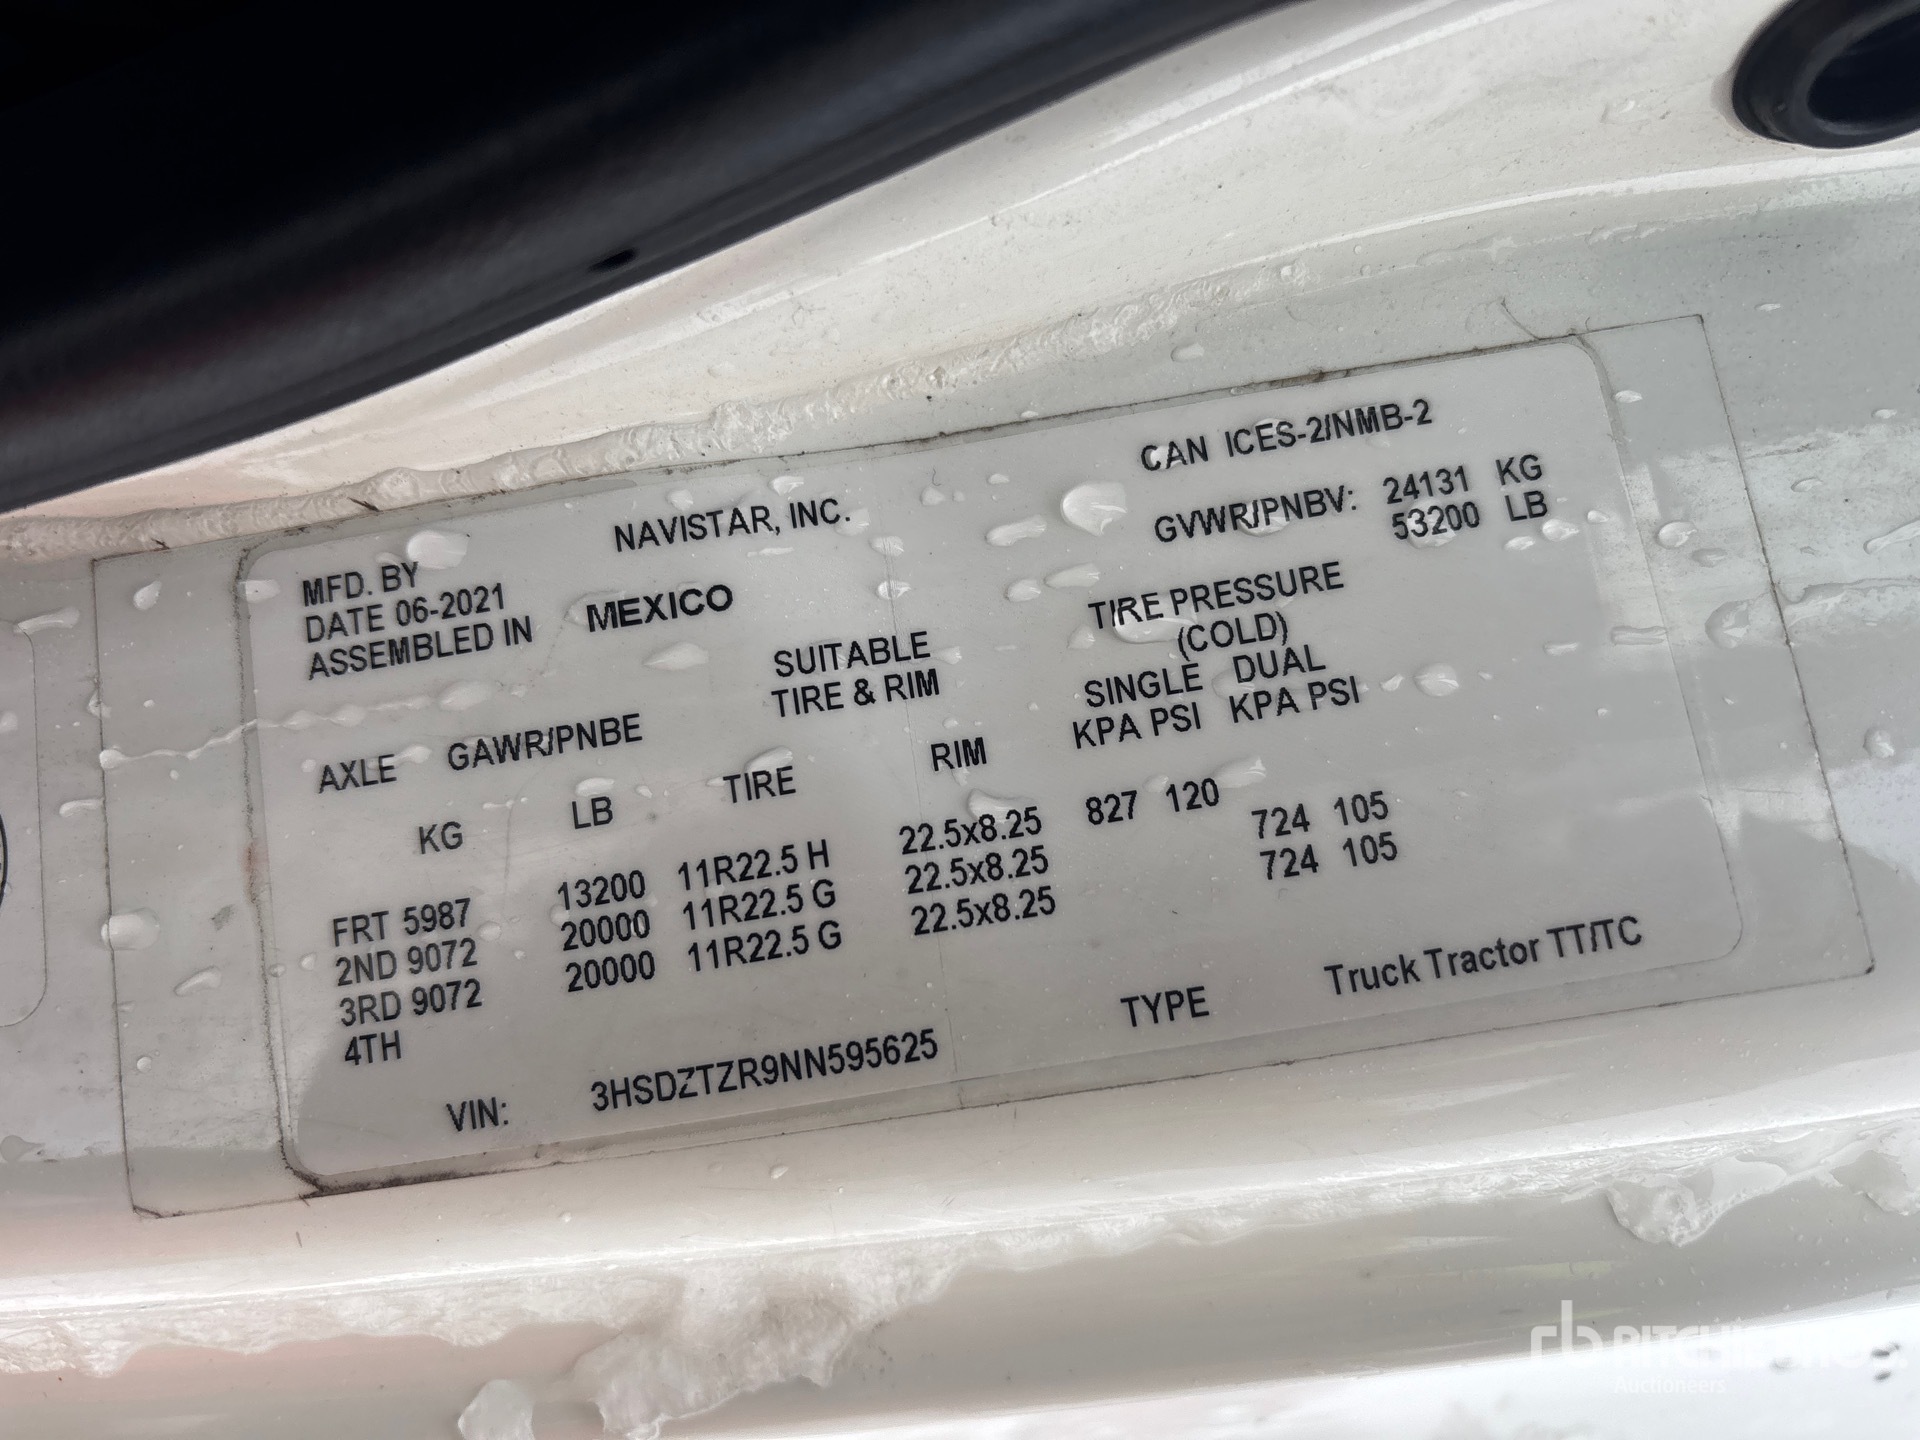 CAN ICES-2/NMB-2
NAVISTAR, INC.
GVWR/PNBV: 24131 KG
53200 LB
MFD. BY
DATE 06-2021
ASSEMBLED IN MEXICO
SUITABLE
TIRE & RIM
TIRE PRESSURE
(COLD)
SINGLE DUAL
KPA PSI KPA PSI
AXLE GAWR/PNBE
KG LB TIRE RIM
FRT 5987 13200 11R22.5 H 22.5x8.25 827 120
2ND 9072 20000 11R22.5 G 22.5x8.25 724 105
3RD 9072 20000 11R22.5 G 22.5x8.25 724 105
4TH
VIN: 3HSDZTZR9NN595625
TYPE Truck Tractor TT/TC
rb RITCHIE BROS
Auctioneers